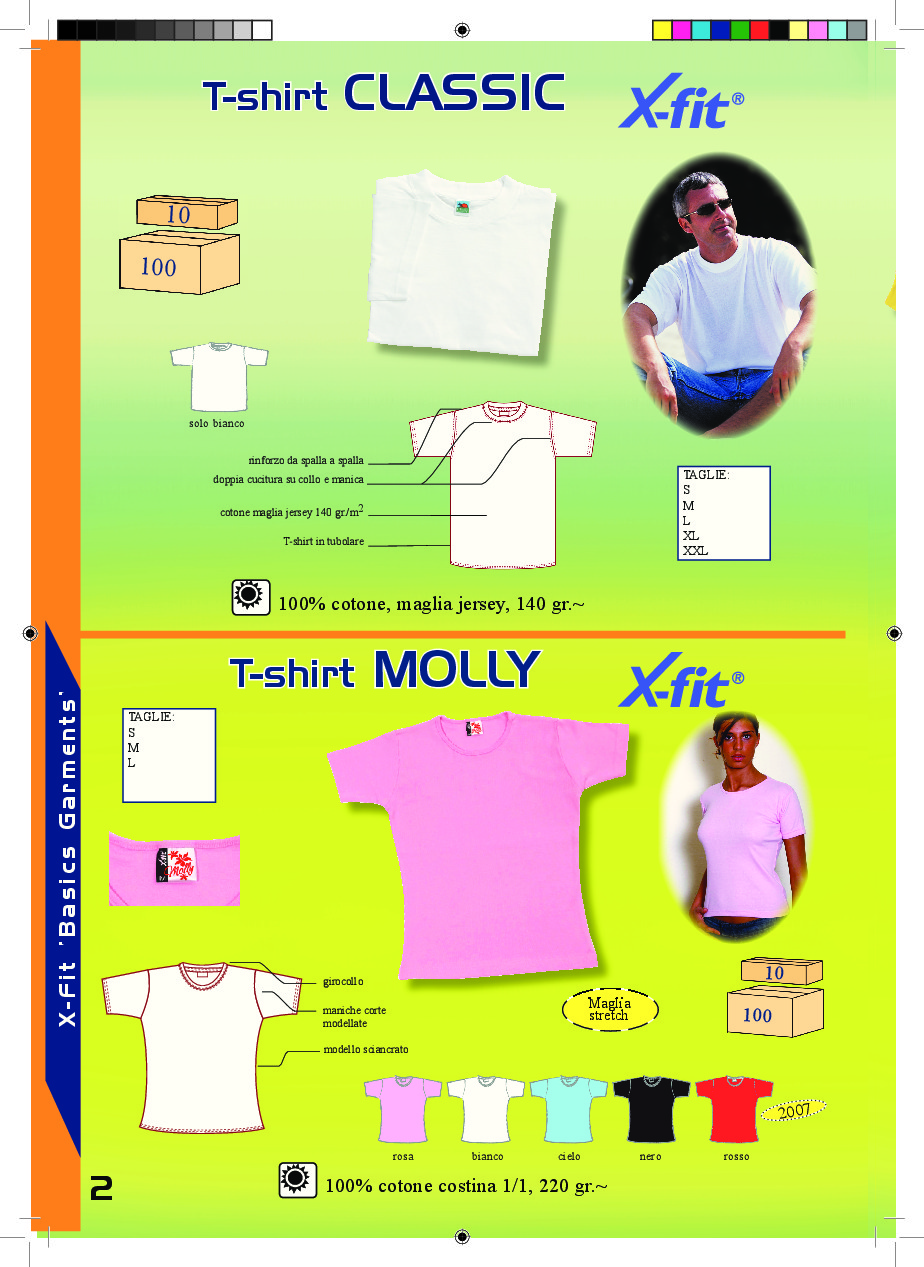 T-shirt CLASSIC
X-fit®
10
100
solo bianco
rinforzo da spalla a spalla
doppia cucitura su collo e manica
cotone maglia jersey 140 gr/m²
T-shirt in tubolare
TAGLIE:
S
M
L
XL
XXL
100% cotone, maglia jersey, 140 gr.~
T-shirt MOLLY
X-fit®
TAGLIE:
S
M
L
Molly
X-Fit 'Basics Garments'
girocollo
maniche corte
modellate
modello sciancrato
Maglia
stretch
10
100
2007
rosa
bianco
cielo
nero
rosso
100% cotone costina 1/1, 220 gr.~
2